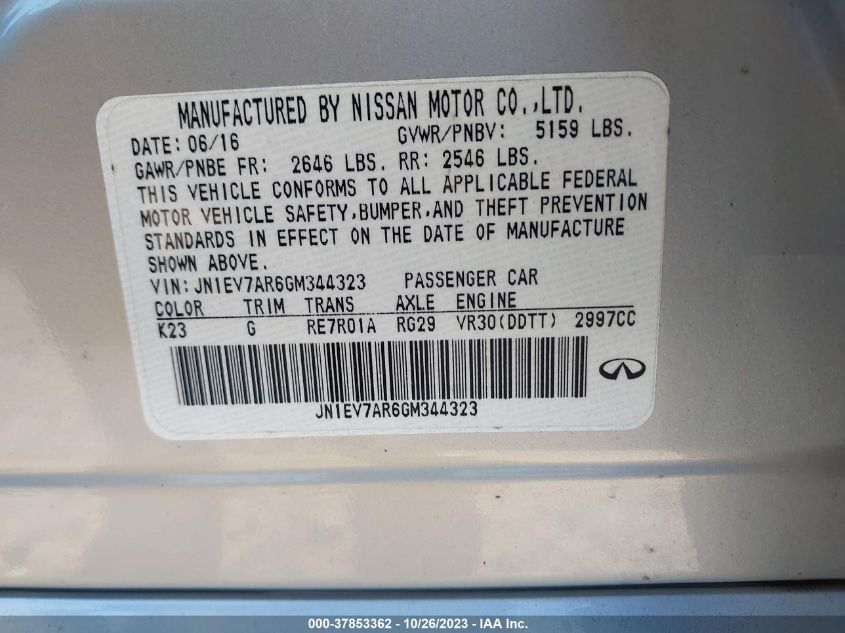 MANUFACTURED BY NISSAN MOTOR CO.,LTD.
DATE: 06/16 GVWR/PNBV: 5159 LBS.
GAWR/PNBE FR: 2646 LBS. RR: 2546 LBS.
THIS VEHICLE CONFORMS TO ALL APPLICABLE FEDERAL
MOTOR VEHICLE SAFETY,BUMPER,AND THEFT PREVENTION
STANDARDS IN EFFECT ON THE DATE OF MANUFACTURE
SHOWN ABOVE.
VIN: JN1EV7AR6GM344323 PASSENGER CAR
COLOR TRIM TRANS AXLE ENGINE
K23 G RE7R01A RG29 VR30(DDTT) 2997CC
JN1EV7AR6GM344323
000-37853362 - 10/26/2023 - IAA Inc.